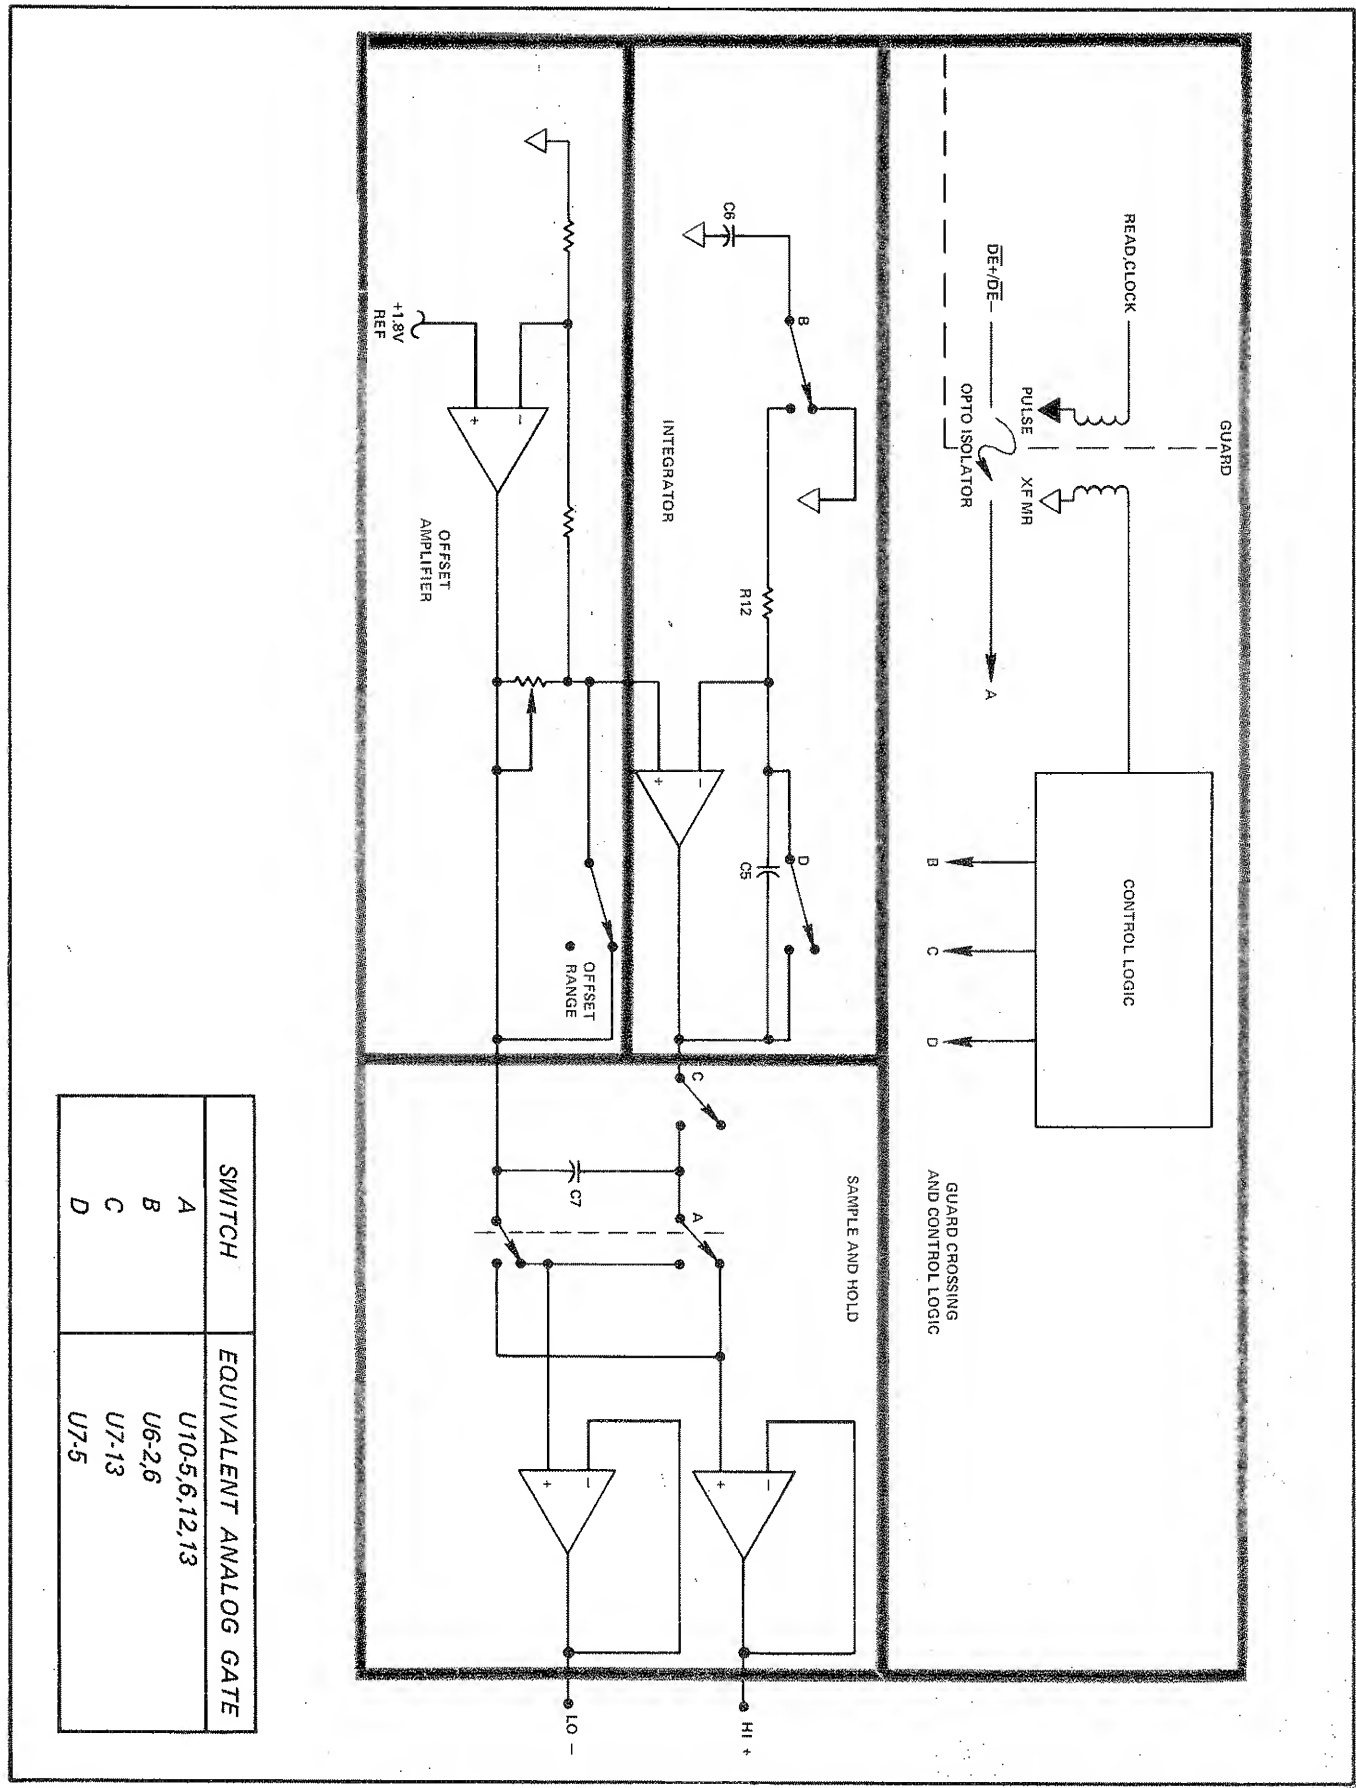 GUARD
READ,CLOCK
PULSE
XFMR
DE+/DE-
OPTO ISOLATOR
A
CONTROL LOGIC
B
C
D
GUARD CROSSING
AND CONTROL LOGIC
C6
B
INTEGRATOR
R12
D
C5
-
+
SAMPLE AND HOLD
C
A
C7
-
+
HI +
-
+
LO -
+1.8V
REF
-
+
OFFSET
AMPLIFIER
OFFSET
RANGE
SWITCH
EQUIVALENT ANALOG GATE
A
U10-5,6,12,13
B
U6-2,6
C
U7-13
D
U7-5